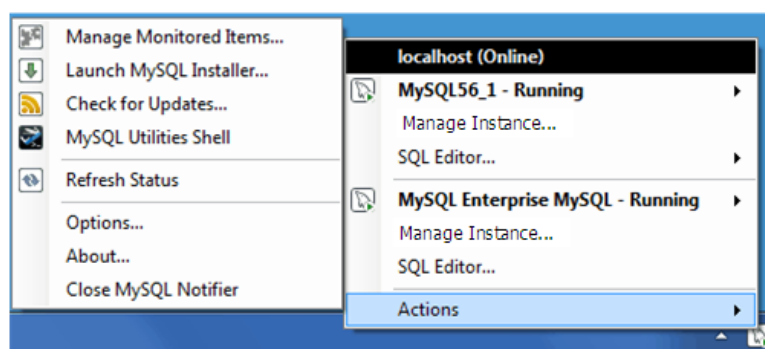 Manage Monitored Items...
Launch MySQL Installer...
Check for Updates...
MySQL Utilities Shell
Refresh Status
Options...
About...
Close MySQL Notifier
localhost (Online)
MySQL56_1 - Running
Manage Instance...
SQL Editor...
MySQL Enterprise MySQL - Running
Manage Instance...
SQL Editor...
Actions